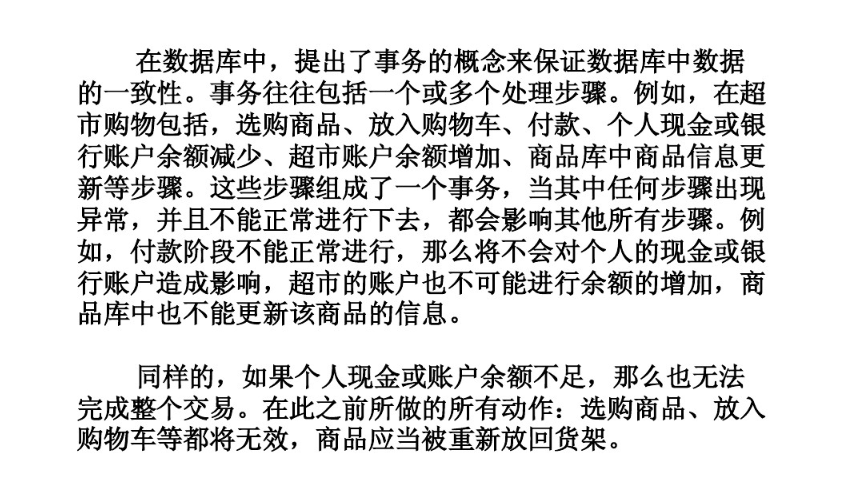 在数据库中，提出了事务的概念来保证数据库中数据
的一致性。事务往往包括一个或多个处理步骤。例如，在超
市购物包括，选购商品、放入购物车、付款、个人现金或银
行账户余额减少、超市账户余额增加、商品库中商品信息更
新等步骤。这些步骤组成了一个事务，当其中任何步骤出现
异常，并且不能正常进行下去，都会影响其他所有步骤。例
如，付款阶段不能正常进行，那么将不会对个人的现金或银
行账户造成影响，超市的账户也不可能进行余额的增加，商
品库中也不能更新该商品的信息。
同样的，如果个人现金或账户余额不足，那么也无法
完成整个交易。在此之前所做的所有动作：选购商品、放入
购物车等都将无效，商品应当被重新放回货架。